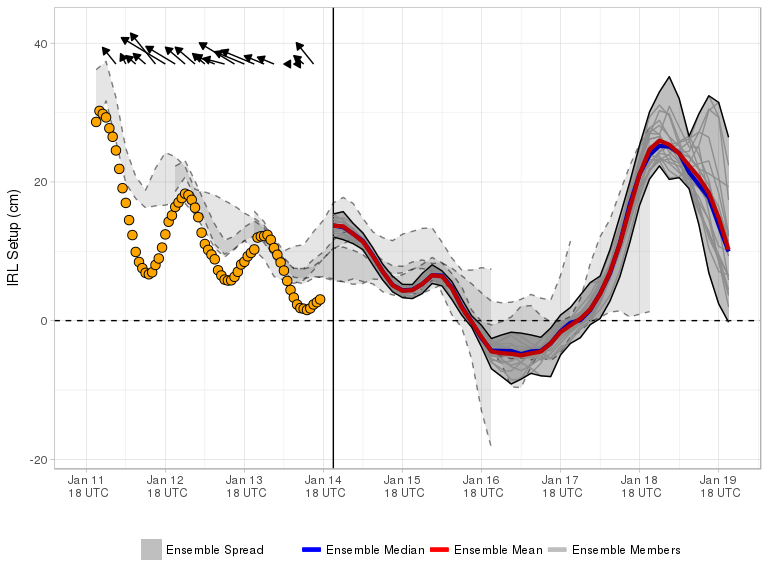 IRL Setup (cm)
40
20
0
-20
Jan 11 Jan 12 Jan 13 Jan 14 Jan 15 Jan 16 Jan 17 Jan 18 Jan 19
18 UTC 18 UTC 18 UTC 18 UTC 18 UTC 18 UTC 18 UTC 18 UTC 18 UTC
Ensemble Spread Ensemble Median Ensemble Mean Ensemble Members